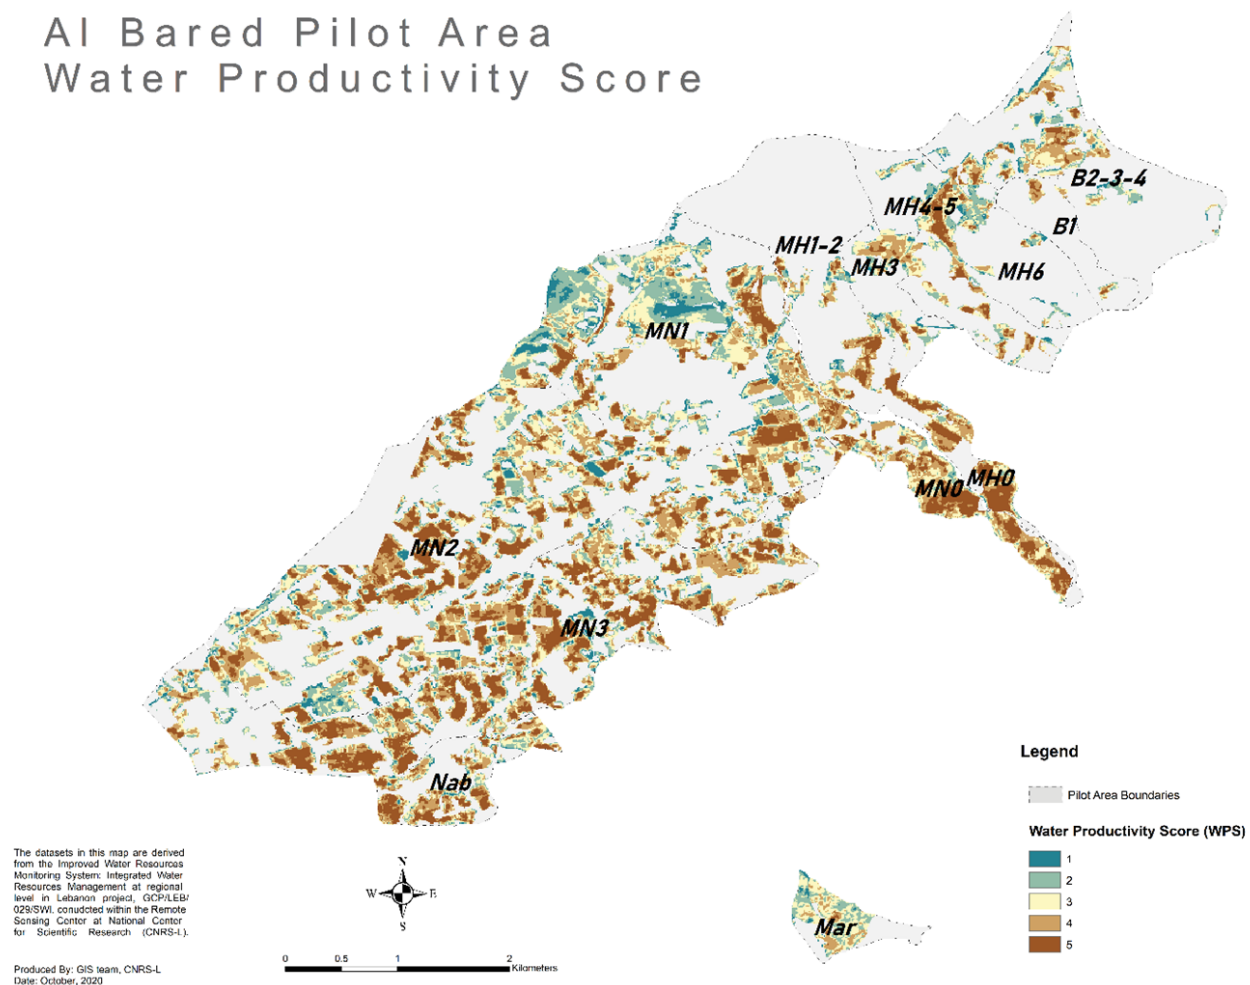 Al Bared Pilot Area
Water Productivity Score
B2-3-4
MH4-5
B1
MH1-2
MH3
MH6
MN1
MH0
MN0
MN2
MN3
Nab
Mar
Legend
Pilot Area Boundaries
Water Productivity Score (WPS)
1
2
3
4
5
The datasets in this map are derived
from the Improved Water Resources
Monitoring System: Integrated Water
Resources Management at regional
level in Lebanon project, GCP/LEB/
029/SWI, conudcted within the Remote
Sensing Center at National Center
for Scientific Research (CNRS-L).
Produced By: GIS team, CNRS-L
Date: October, 2020
N
W E
S
0 0.5 1 2
Kilometers